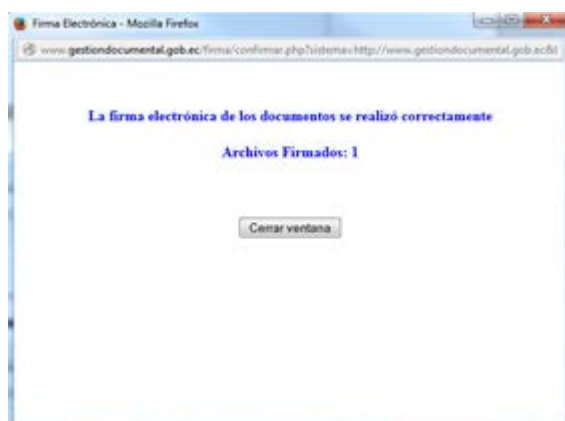 Firma Electrónica - Mozilla Firefox
www.gestiondocumental.gob.ec/firma/confirmar.php?sistema=http://www.gestiondocumental.gob.ec&l
La firma electrónica de los documentos se realizó correctamente
Archivos Firmados: 1
Cerrar ventana